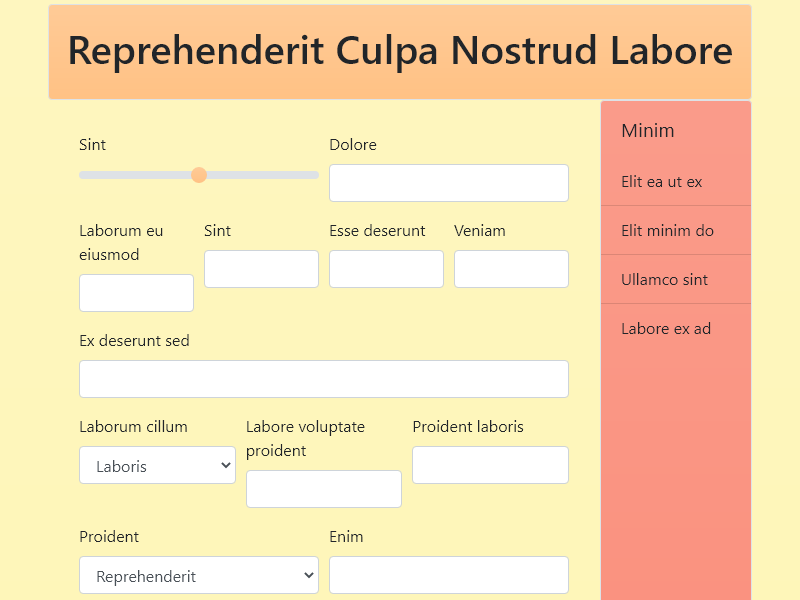 Reprehenderit Culpa Nostrud Labore
Sint
Dolore
Laborum eu
eiusmod
Sint
Esse deserunt
Veniam
Ex deserunt sed
Laborum cillum
Laboris
Labore voluptate
proident
Proident laboris
Proident
Reprehenderit
Enim
Minim
Elit ea ut ex
Elit minim do
Ullamco sint
Labore ex ad